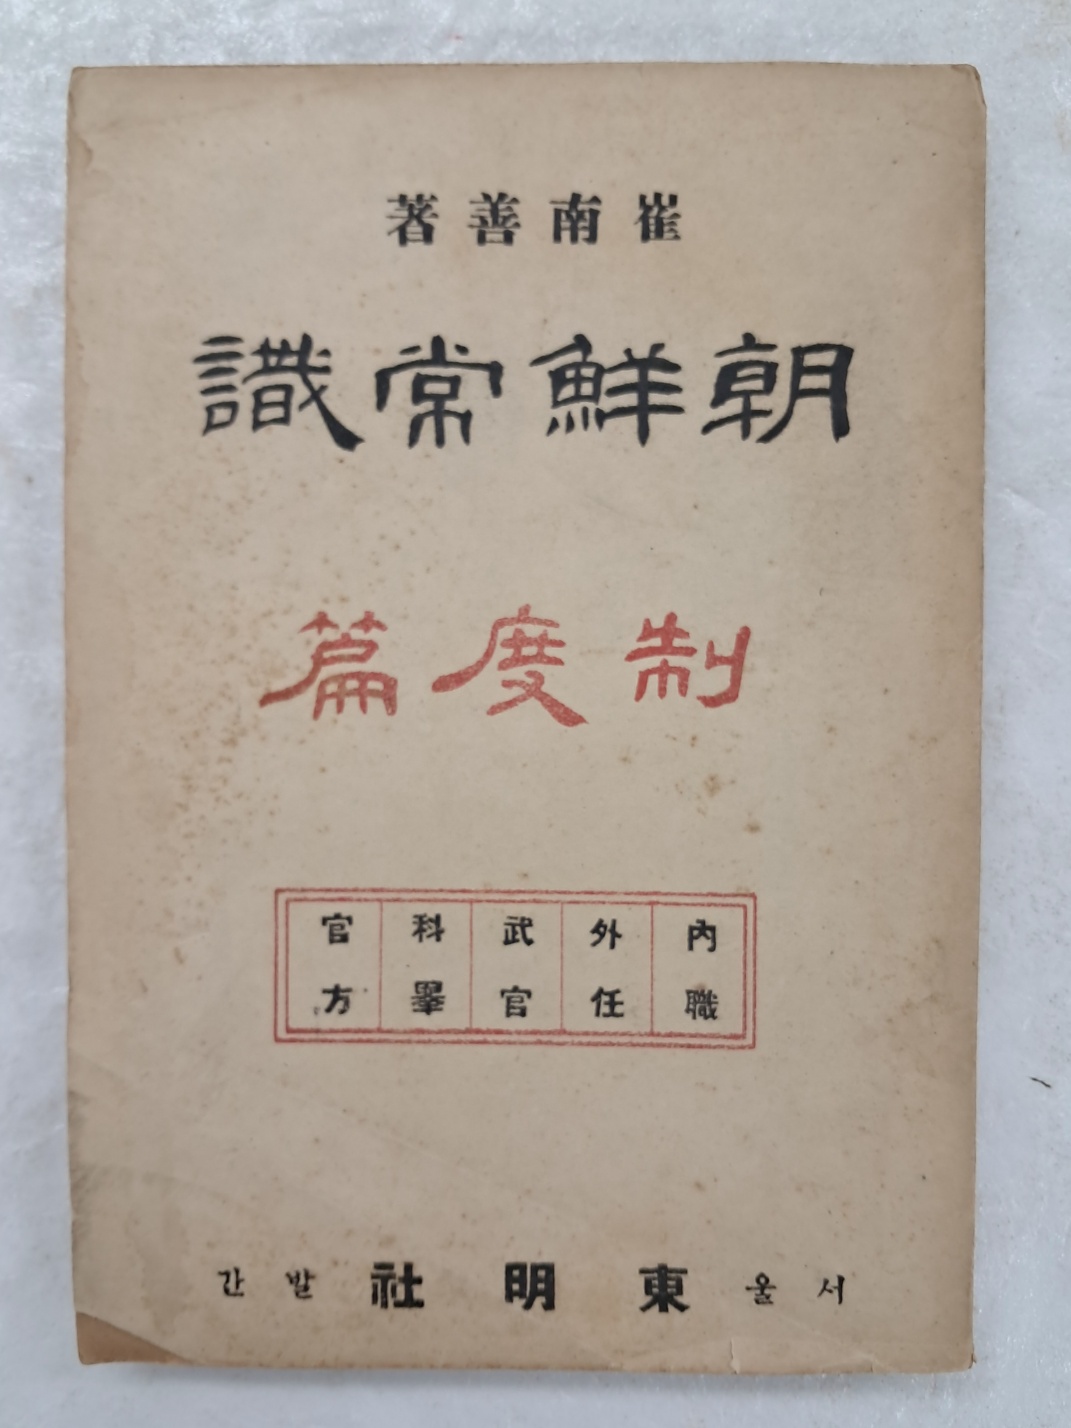 崔南善著
朝鮮常識
制度篇
內職
外任
武官
科擧
官方
서울 東明社 발간